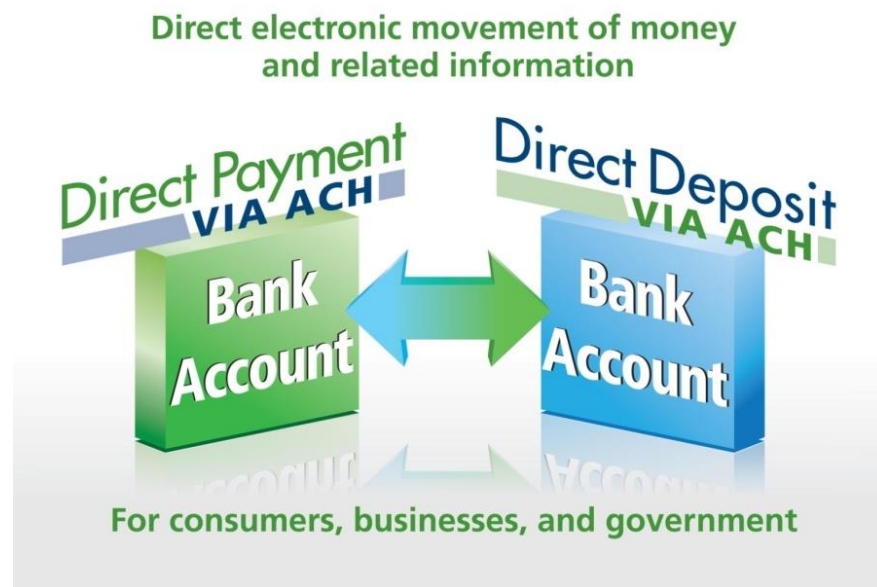 Direct electronic movement of money
and related information
Direct Payment
VIA ACH
Direct Deposit
VIA ACH
Bank
Account
Bank
Account
For consumers, businesses, and government